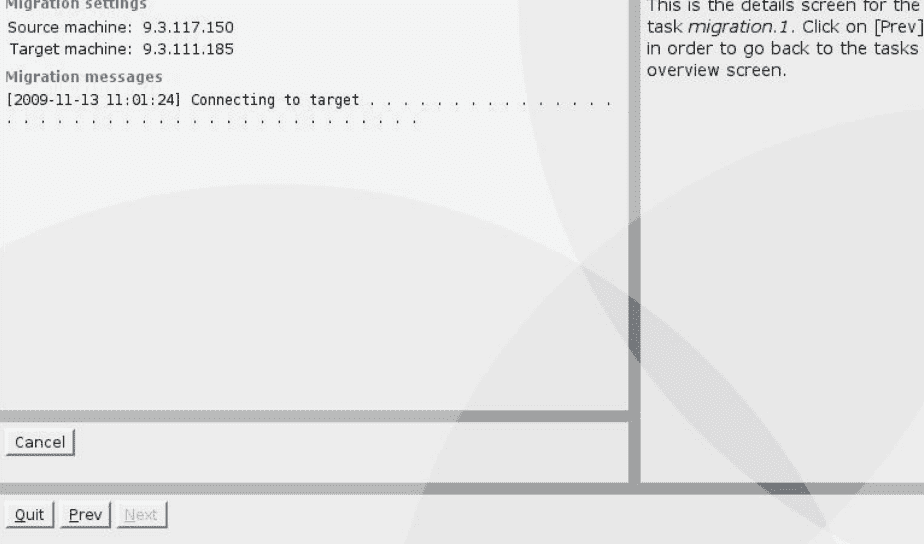 Migration settings
Source machine: 9.3.117.150
Target machine: 9.3.111.185
Migration messages
[2009-11-13 11:01:24] Connecting to target . . . . . . . . . . . . . . .
. . . . . . . . . . . . . . . . . . . . . . . . . .
Cancel
This is the details screen for the
task migration.1. Click on [Prev]
in order to go back to the tasks
overview screen.
Quit Prev Next